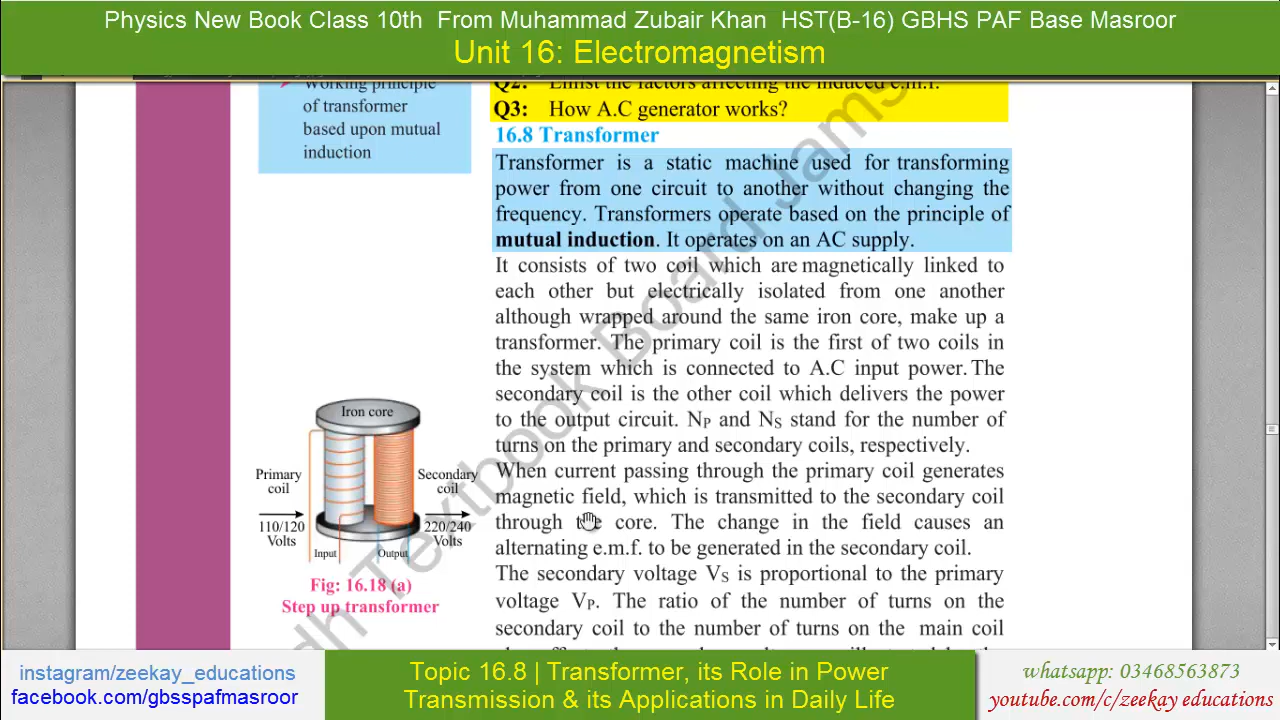 Physics New Book Class 10th From Muhammad Zubair Khan HST(B-16) GBHS PAF Base Masroor
Unit 16: Electromagnetism
Working principle
of transformer
based upon mutual
induction
Q2: Enlist the factors affecting the induced e.m.f.
Q3: How A.C generator works?
16.8 Transformer
Transformer is a static machine used for transforming
power from one circuit to another without changing the
frequency. Transformers operate based on the principle of
mutual induction. It operates on an AC supply.
It consists of two coil which are magnetically linked to
each other but electrically isolated from one another
although wrapped around the same iron core, make up a
transformer. The primary coil is the first of two coils in
the system which is connected to A.C input power. The
secondary coil is the other coil which delivers the power
to the output circuit. NP and NS stand for the number of
turns on the primary and secondary coils, respectively.
When current passing through the primary coil generates
magnetic field, which is transmitted to the secondary coil
through the core. The change in the field causes an
alternating e.m.f. to be generated in the secondary coil.
The secondary voltage VS is proportional to the primary
voltage VP. The ratio of the number of turns on the
secondary coil to the number of turns on the main coil
Iron core
Primary
coil
Secondary
coil
110/120
Volts
220/240
Volts
Input
Output
Fig: 16.18 (a)
Step up transformer
Textbook Board Jams
instagram/zeekay_educations
facebook.com/gbsspafmasroor
Topic 16.8 | Transformer, its Role in Power
Transmission & its Applications in Daily Life
whatsapp: 03468563873
youtube.com/c/zeekay educations